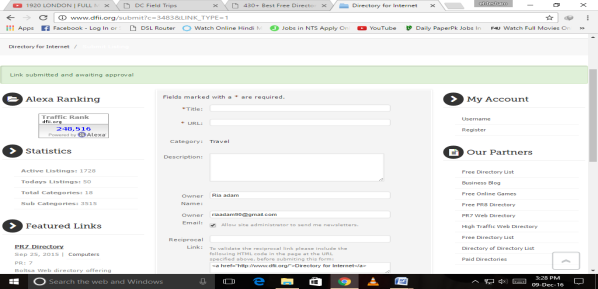 1920 LONDON | FULL
DC Field Trips
430+ Best Free Director
Directory for Internet
www.dfii.org/submit?c=3483&LINK_TYPE=1
Apps
Facebook - Log In or
DSL Router
Watch Online Hindi
Jobs in NTS Apply On
YouTube
Daily PaperPk Jobs In
Watch Full Movies On
Directory for Internet /
Link submitted and awaiting approval
Alexa Ranking
Traffic Rank
dfii.org
248,516
Powered by Alexa
Statistics
Active Listings: 1728
Todays Listings: 50
Total Categories: 18
Sub Categories: 3515
Featured Links
PR7 Directory
Sep 25, 2015 | Computers
PR: 7
Bolisa Web directory offering
Fields marked with a * are required.
*Title:
* URL:
Category: Travel
Description:
Owner Name: Ria adam
Owner Email:
Allow site administrator to send me newsletters.
Reciprocal Link:
To validate the reciprocal link please include the
following HTML code in the page at the URL
specified above, before submitting this form:
<a href="http://www.dfii.org/">Directory for Internet</a>
My Account
Username
Register
Our Partners
Free Directory List
Business Blog
Free Online Games
Free PR8 Directory
PR7 Web Directory
High Traffic Web Directory
Free Directory List
Directory of Directory List
Paid Directories
Search the web and Windows
3:28 PM
09-Dec-16